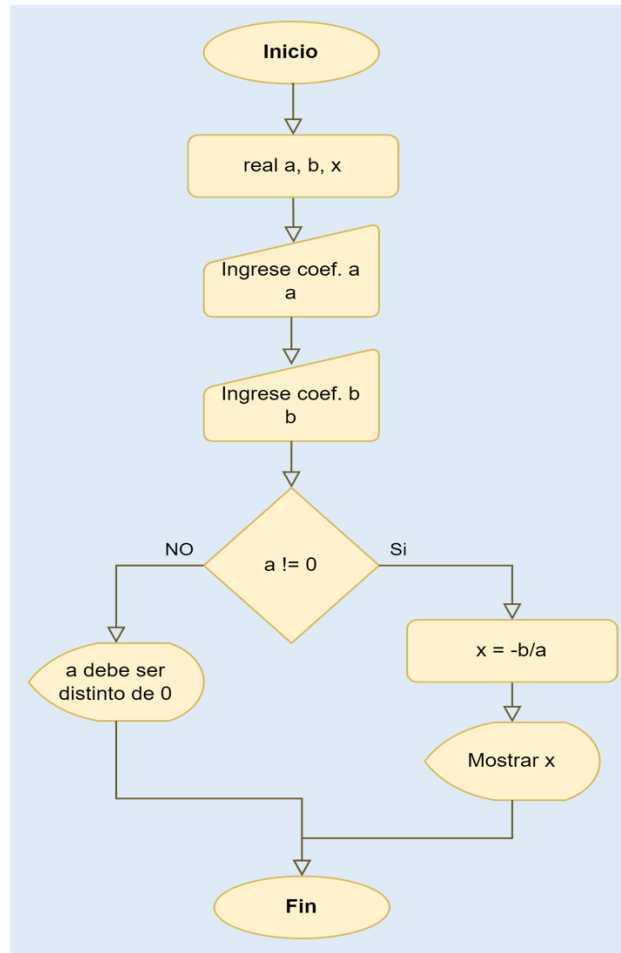 Inicio
real a, b, x
Ingrese coef. a
a
Ingrese coef. b
b
a != 0
NO
Si
a debe ser
distinto de 0
x = -b/a
Mostrar x
Fin